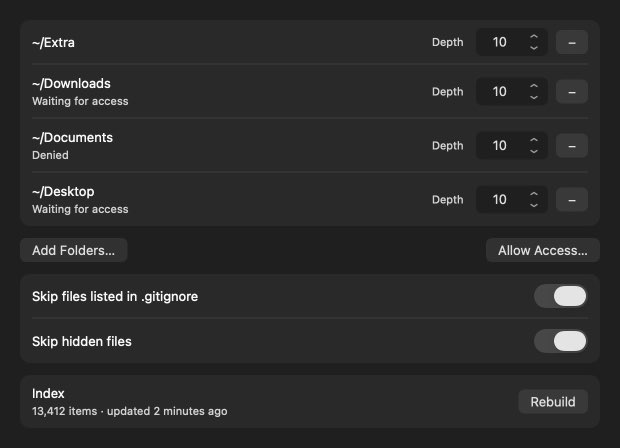 ~/Extra Depth 10 –
~/Downloads
Waiting for access
Depth 10 –
~/Documents
Denied
Depth 10 –
~/Desktop
Waiting for access
Depth 10 –
Add Folders... Allow Access...
Skip files listed in .gitignore
Skip hidden files
Index
13,412 items · updated 2 minutes ago
Rebuild